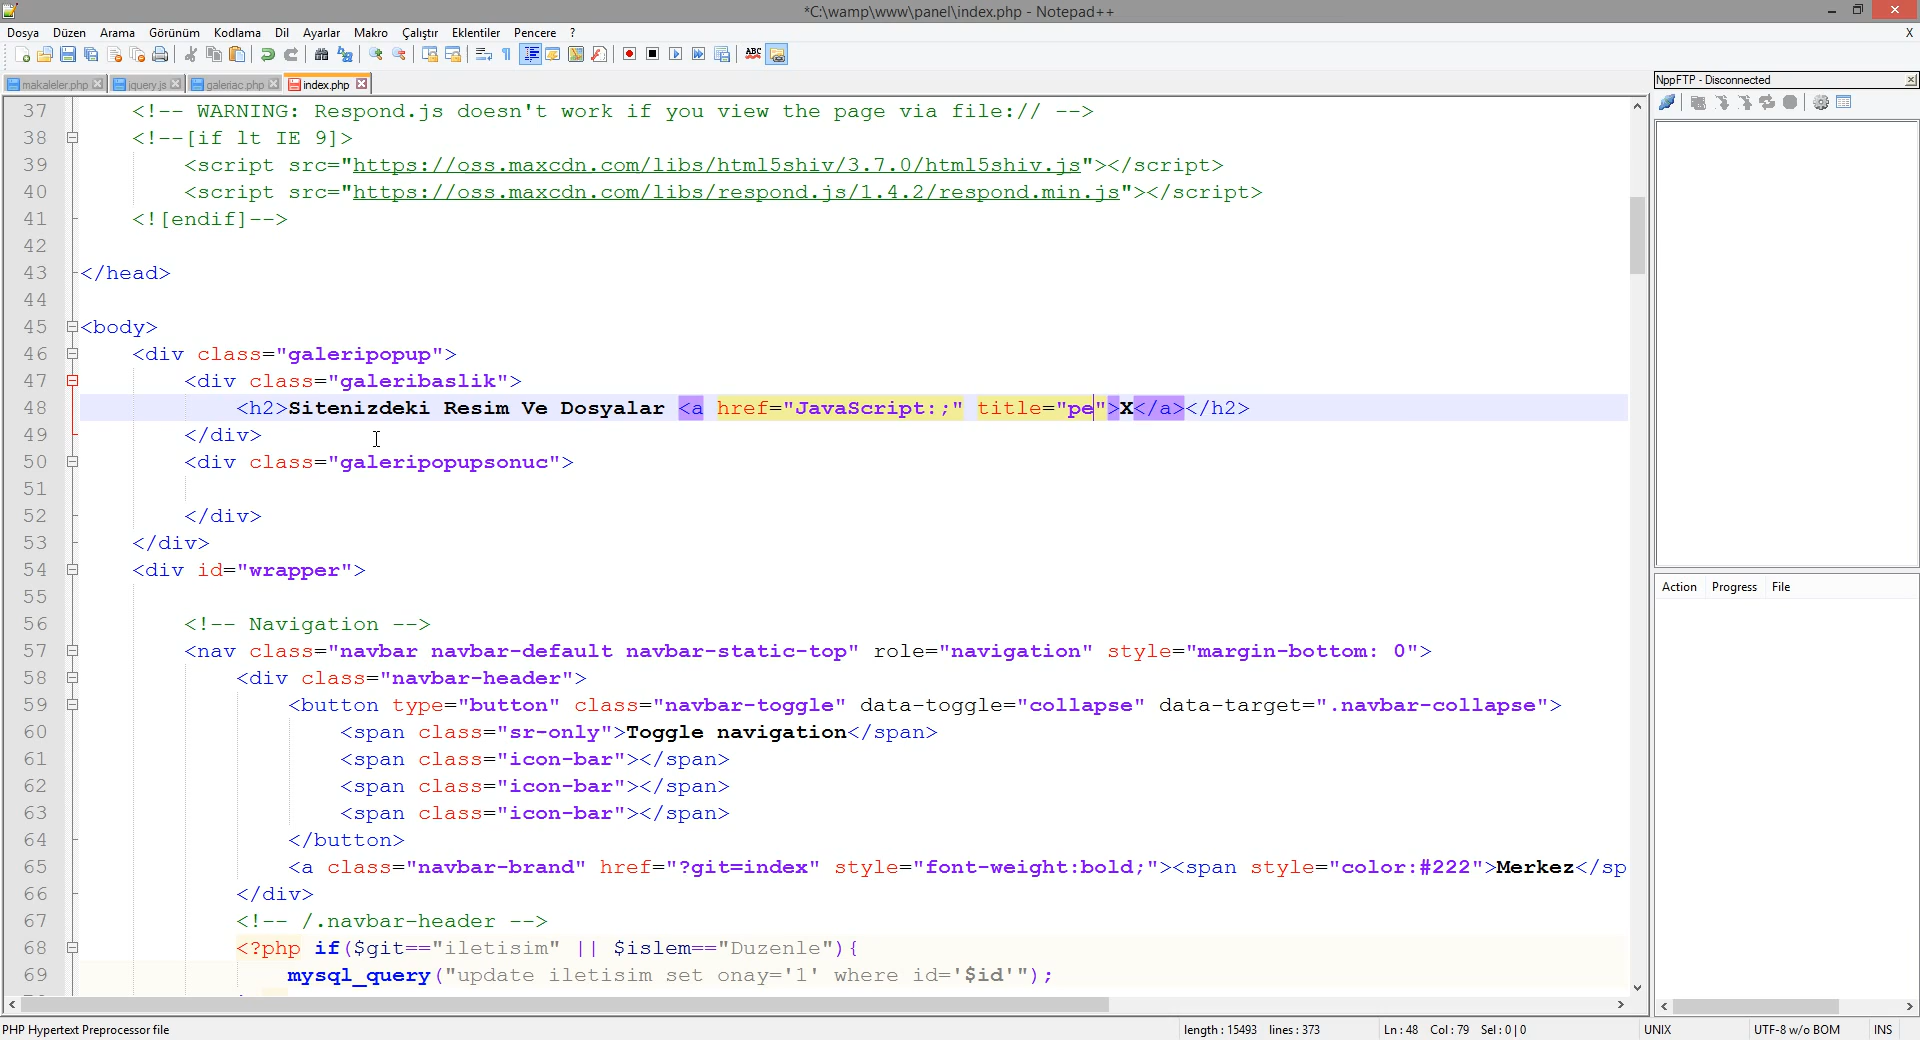 *C:\wamp\www\panel\index.php - Notepad++
Dosya Düzen Arama Görünüm Kodlama Dil Ayarlar Makro Çalıştır Eklentiler Pencere ? X
makaleler.php jquery.js galeriac.php index.php
37 <!-- WARNING: Respond.js doesn't work if you view the page via file:// -->
38 <!--[if lt IE 9]>
39 <script src="https://oss.maxcdn.com/libs/html5shiv/3.7.0/html5shiv.js"></script>
40 <script src="https://oss.maxcdn.com/libs/respond.js/1.4.2/respond.min.js"></script>
41 <![endif]-->
42
43 </head>
44
45 <body>
46 <div class="galeripopup">
47 <div class="galeribaslik">
48 <h2>Sitenizdeki Resim Ve Dosyalar <a href="JavaScript:;" title="pe">X</a></h2>
49 </div>
50 <div class="galeripopupsonuc">
51
52 </div>
53 </div>
54 <div id="wrapper">
55
56 <!-- Navigation -->
57 <nav class="navbar navbar-default navbar-static-top" role="navigation" style="margin-bottom: 0">
58 <div class="navbar-header">
59 <button type="button" class="navbar-toggle" data-toggle="collapse" data-target=".navbar-collapse">
60 <span class="sr-only">Toggle navigation</span>
61 <span class="icon-bar"></span>
62 <span class="icon-bar"></span>
63 <span class="icon-bar"></span>
64 </button>
65 <a class="navbar-brand" href="?git=index" style="font-weight:bold;"><span style="color:#222">Merkez</sp
66 </div>
67 <!-- /.navbar-header -->
68 <?php if($git=="iletisim" || $islem=="Duzenle"){
69 mysql_query("update iletisim set onay='1' where id='$id'");
NppFTP - Disconnected
Action Progress File
PHP Hypertext Preprocessor file length : 15493 lines : 373 Ln : 48 Col : 79 Sel : 0 | 0 UNIX UTF-8 w/o BOM INS